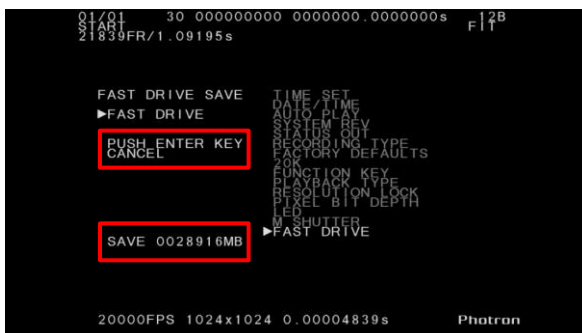 01/01 30 000000000 0000000.0000000s 12B
START FIT
21839FR/1.09195s
FAST DRIVE SAVE
▶FAST DRIVE
PUSH ENTER KEY
CANCEL
SAVE 0028916MB
TIME SET
DATE/TIME
AUTO PLAY
SYSTEM REV
STATUS OUT
RECORDING TYPE
FACTORY DEFAULTS
20K
FUNCTION KEY
PLAYBACK TYPE
RESOLUTION LOCK
PIXEL BIT DEPTH
LED
M SHUTTER
▶FAST DRIVE
20000FPS 1024x1024 0.00004839s Photron